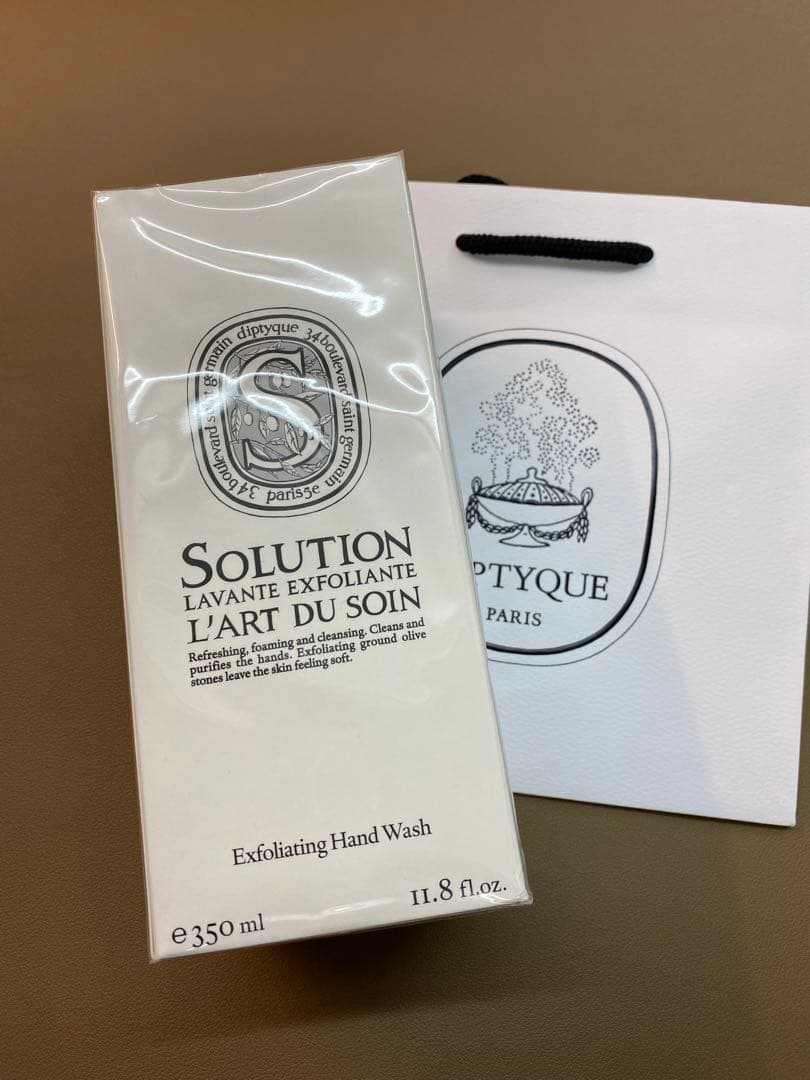 diptyque 34 boulevard saint germain paris5e 34 boulevard saint germain
S
SOLUTION
LAVANTE EXFOLIANTE
L'ART DU SOIN
Refreshing, foaming and cleansing. Cleans and
purifies the hands. Exfoliating ground olive
stones leave the skin feeling soft.
Exfoliating Hand Wash
e 350 ml
11.8 fl.oz.
PTYQUE
PARIS